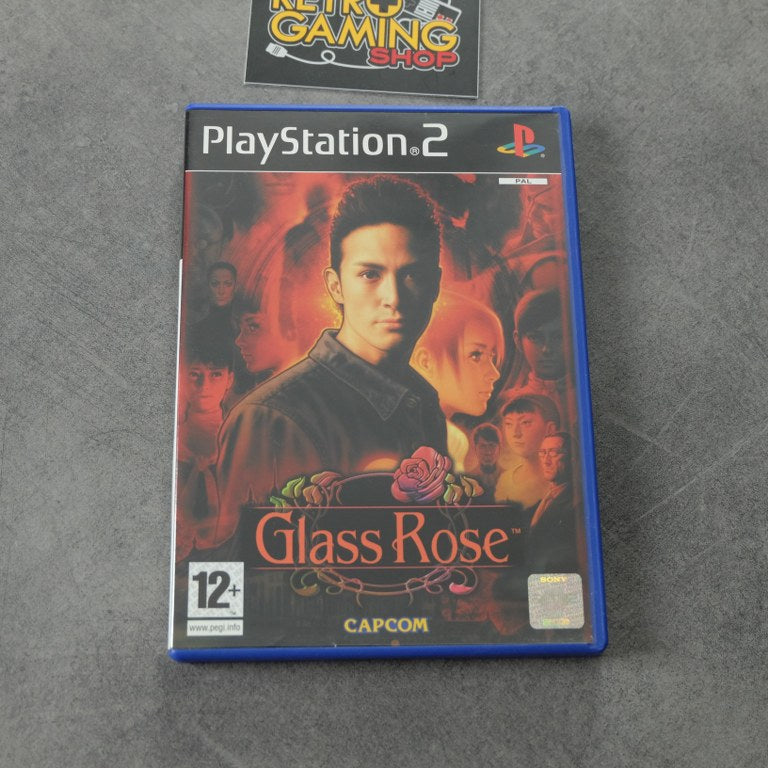 RETRO
GAMING
SHOP
PlayStation®2
PAL
Glass Rose™
12+
www.pegi.info
SONY
CAPCOM